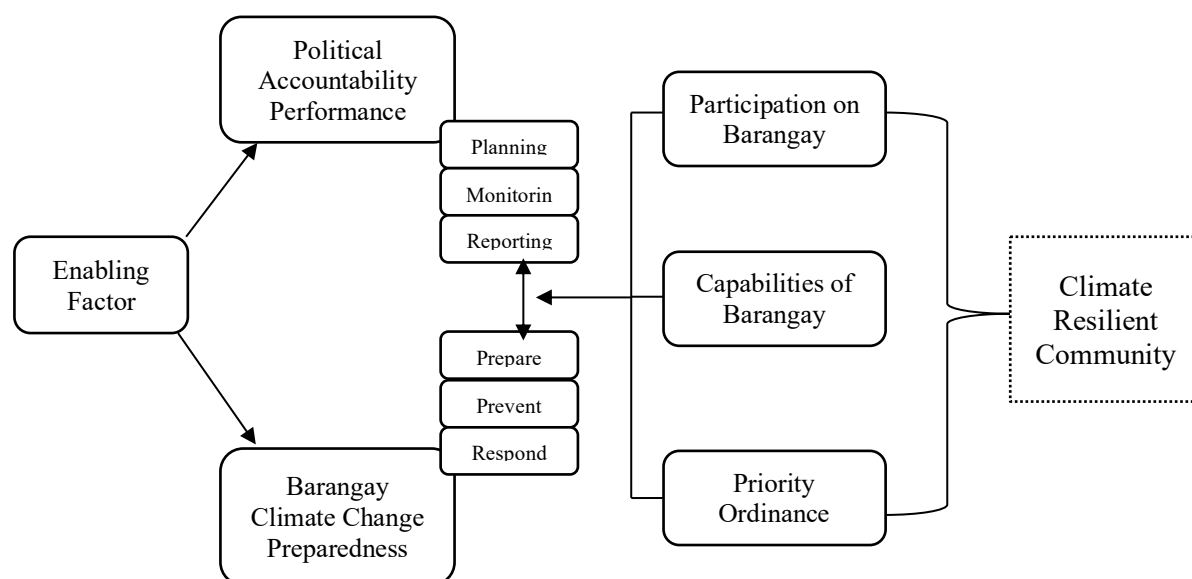 Political
Accountability
Performance
Planning
Monitorin
Reporting
Enabling
Factor
Prepare
Prevent
Respond
Barangay
Climate Change
Preparedness
Participation on
Barangay
Capabilities of
Barangay
Priority
Ordinance
Climate
Resilient
Community